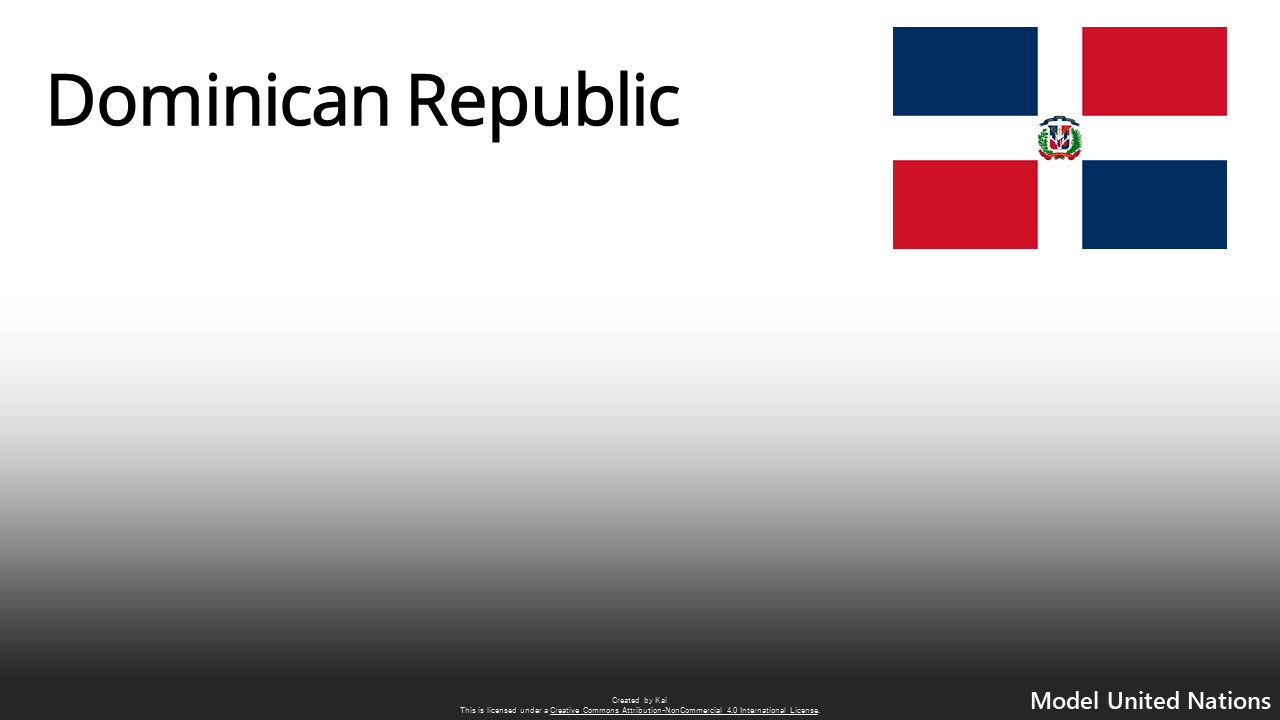 Dominican Republic
Created by Kai
This is licensed under a Creative Commons Attribution-NonCommercial 4.0 International License.
Model United Nations